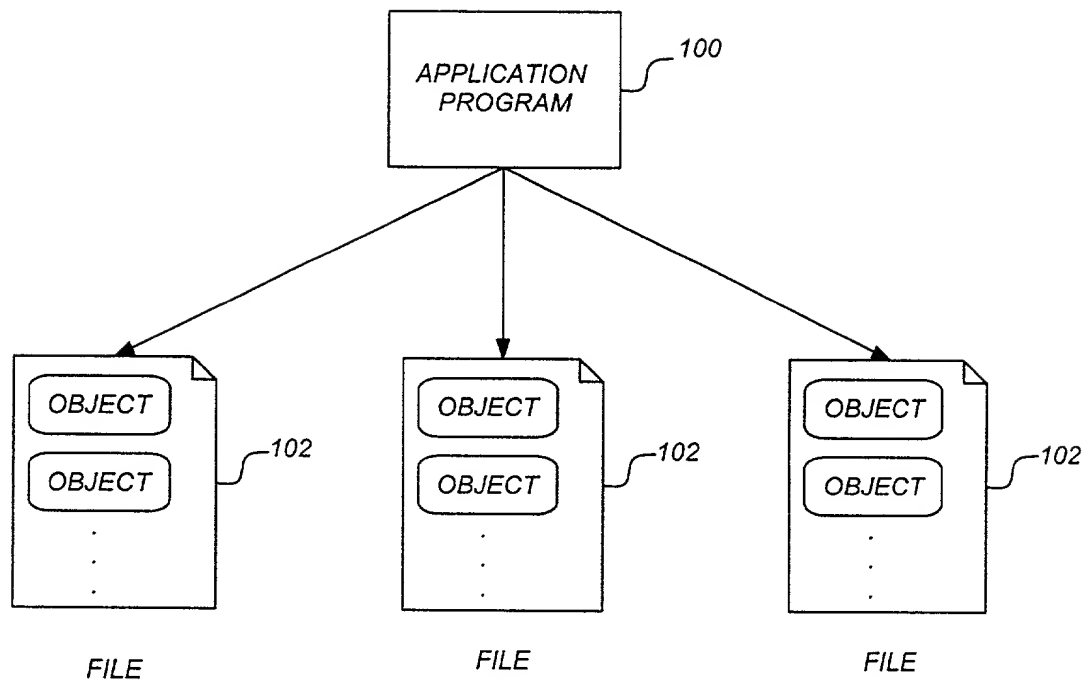 APPLICATION
PROGRAM
100
OBJECT
OBJECT
102
FILE
OBJECT
OBJECT
102
FILE
OBJECT
OBJECT
102
FILE